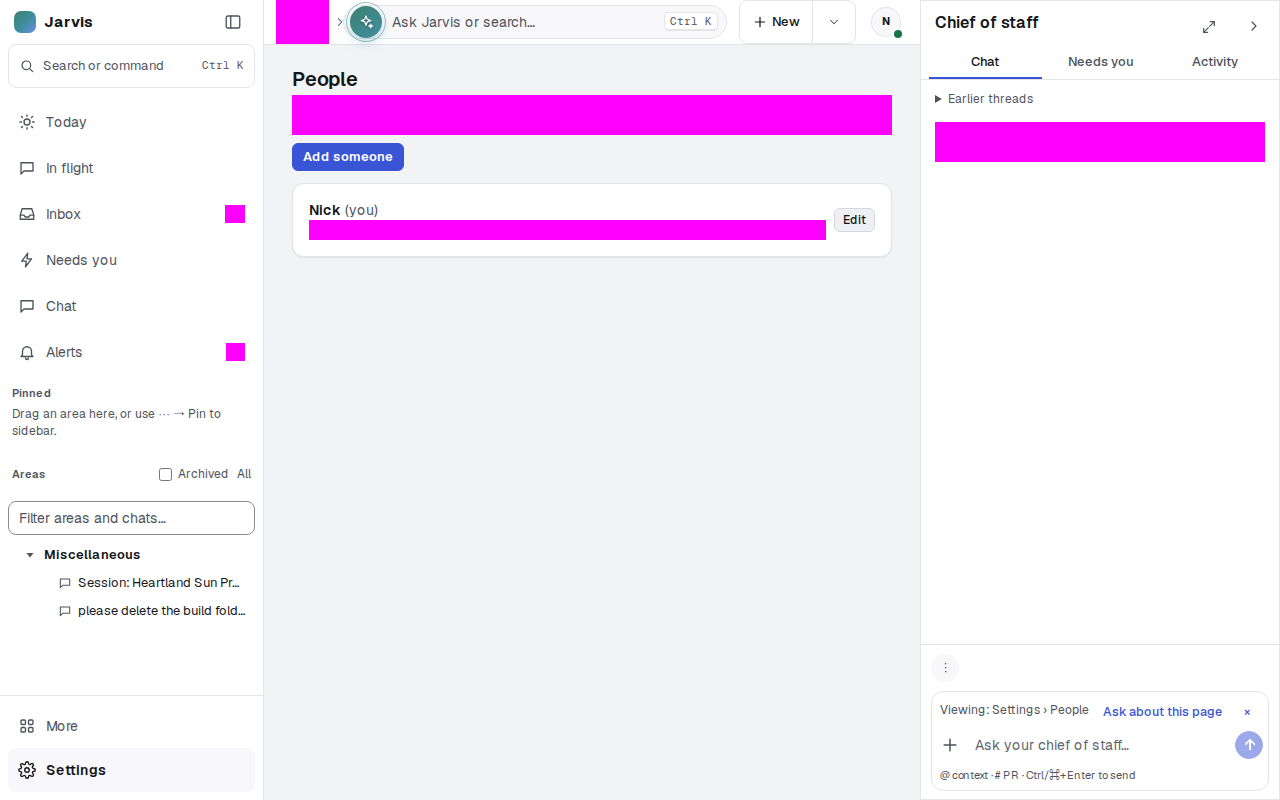 Jarvis
Search or command Ctrl K
Today
In flight
Inbox
Needs you
Chat
Alerts
Pinned
Drag an area here, or use ··· → Pin to
sidebar.
Areas Archived All
Filter areas and chats…
Miscellaneous
Session: Heartland Sun Pr…
please delete the build fold…
More
Settings
Ask Jarvis or search… Ctrl K
New
N
People
Add someone
Nick (you)
Edit
Chief of staff
Chat Needs you Activity
Earlier threads
Viewing: Settings › People Ask about this page ×
Ask your chief of staff…
@ context · # PR · Ctrl/⌘+Enter to send